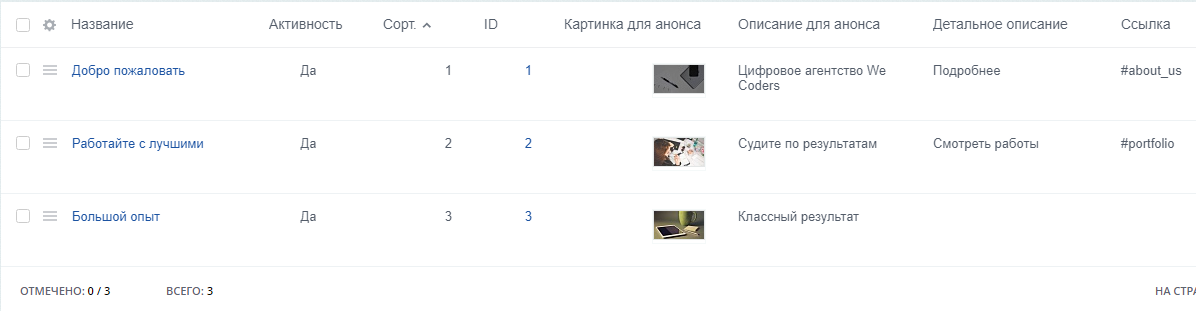 Название Активность Сорт. ID Картинка для анонса Описание для анонса Детальное описание Ссылка
Добро пожаловать Да 1 1 Цифровое агентство We Coders Подробнее #about_us
Работайте с лучшими Да 2 2 Судите по результатам Смотреть работы #portfolio
Большой опыт Да 3 3 Классный результат
ОТМЕЧЕНО: 0 / 3 ВСЕГО: 3 НА СТРА